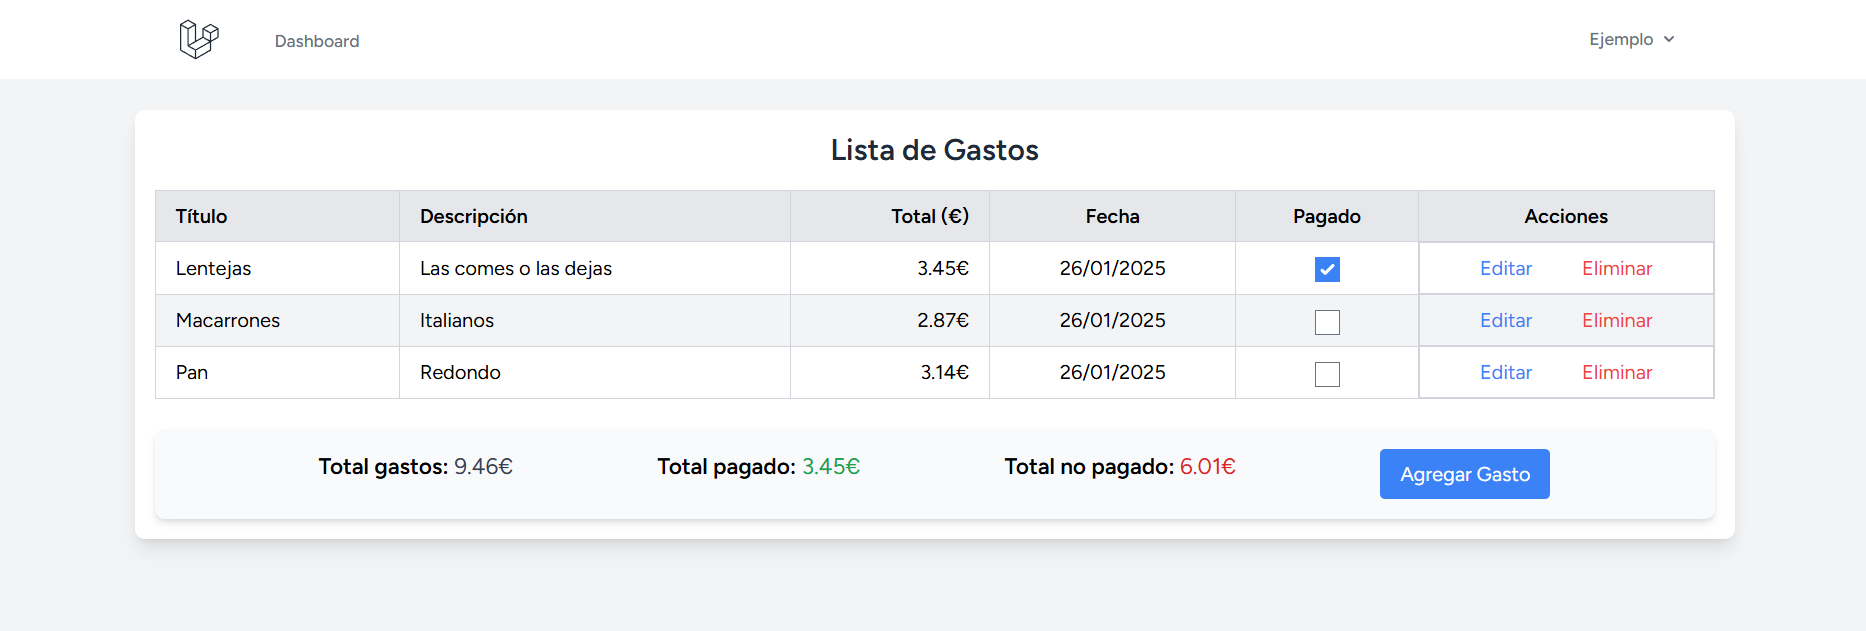 Dashboard
Ejemplo
Lista de Gastos
Título Descripción Total (€) Fecha Pagado Acciones
Lentejas Las comes o las dejas 3.45€ 26/01/2025 Editar Eliminar
Macarrones Italianos 2.87€ 26/01/2025 Editar Eliminar
Pan Redondo 3.14€ 26/01/2025 Editar Eliminar
Total gastos: 9.46€ Total pagado: 3.45€ Total no pagado: 6.01€ Agregar Gasto